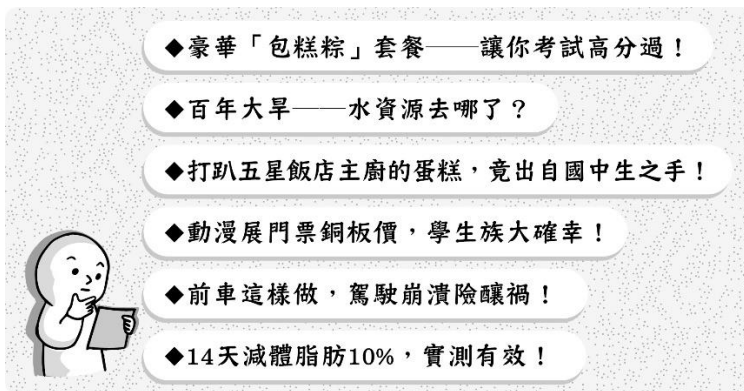 ◆豪華「包糕粽」套餐——讓你考試高分過！
◆百年大旱——水資源去哪了？
◆打趴五星飯店主廚的蛋糕，竟出自國中生之手！
◆動漫展門票銅板價，學生族大確幸！
◆前車這樣做，駕駛崩潰險釀禍！
◆14天減體脂肪10%，實測有效！